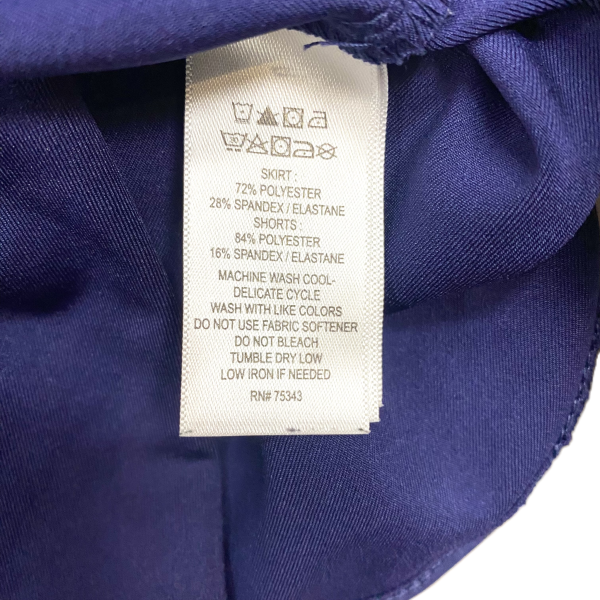 SKIRT :
72% POLYESTER
28% SPANDEX / ELASTANE
SHORTS :
84% POLYESTER
16% SPANDEX / ELASTANE
MACHINE WASH COOL-
DELICATE CYCLE
WASH WITH LIKE COLORS
DO NOT USE FABRIC SOFTENER
DO NOT BLEACH
TUMBLE DRY LOW
LOW IRON IF NEEDED
RN# 75343